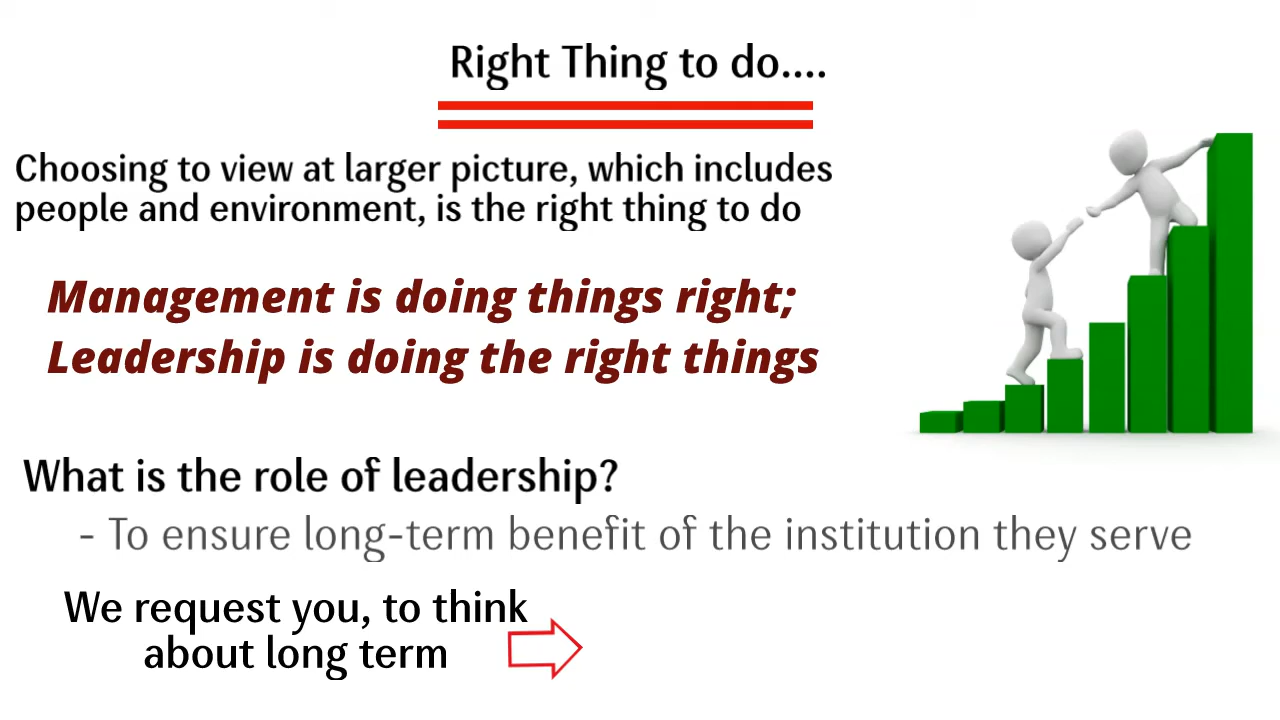 Right Thing to do....
Choosing to view at larger picture, which includes
people and environment, is the right thing to do
Management is doing things right;
Leadership is doing the right things
What is the role of leadership?
- To ensure long-term benefit of the institution they serve
We request you, to think
about long term